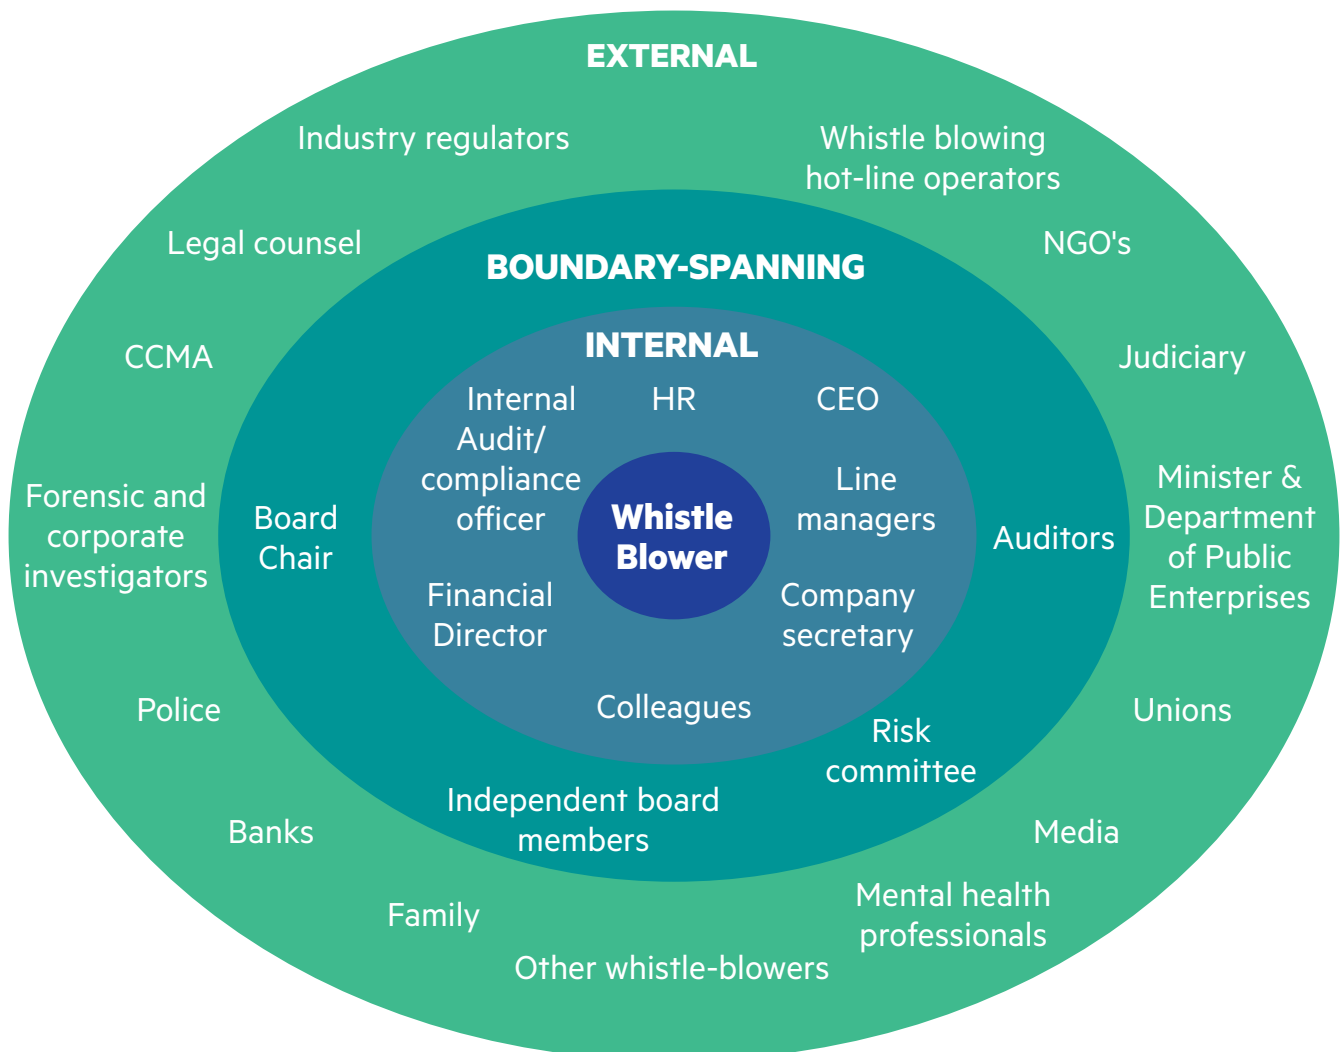 EXTERNAL
Industry regulators
Whistle blowing
hot-line operators
Legal counsel
NGO's
CCMA
Judiciary
Forensic and
corporate
investigators
Minister &
Department
of Public
Enterprises
Police
Unions
Banks
Media
Family
Mental health
professionals
Other whistle-blowers
BOUNDARY-SPANNING
Board
Chair
Auditors
Risk
committee
Independent board
members
INTERNAL
Internal
Audit/
compliance
officer
HR
CEO
Line
managers
Financial
Director
Company
secretary
Colleagues
Whistle
Blower